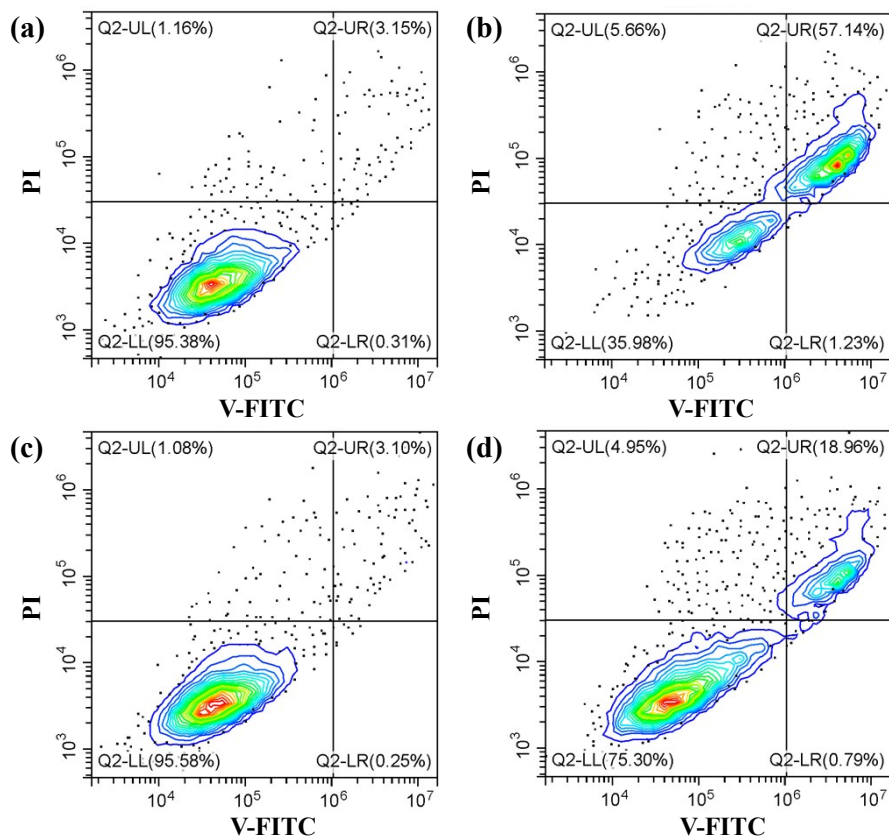 (a)
Q2-UL(1.16%) Q2-UR(3.15%)
10^6
10^5
10^4
10^3
PI
Q2-LL(95.38%) Q2-LR(0.31%)
10^4 10^5 10^6 10^7
V-FITC
(b)
Q2-UL(5.66%) Q2-UR(57.14%)
10^6
10^5
10^4
10^3
PI
Q2-LL(35.98%) Q2-LR(1.23%)
10^4 10^5 10^6 10^7
V-FITC
(c)
Q2-UL(1.08%) Q2-UR(3.10%)
10^6
10^5
10^4
10^3
PI
Q2-LL(95.58%) Q2-LR(0.25%)
10^4 10^5 10^6 10^7
V-FITC
(d)
Q2-UL(4.95%) Q2-UR(18.96%)
10^6
10^5
10^4
10^3
PI
Q2-LL(75.30%) Q2-LR(0.79%)
10^4 10^5 10^6 10^7
V-FITC